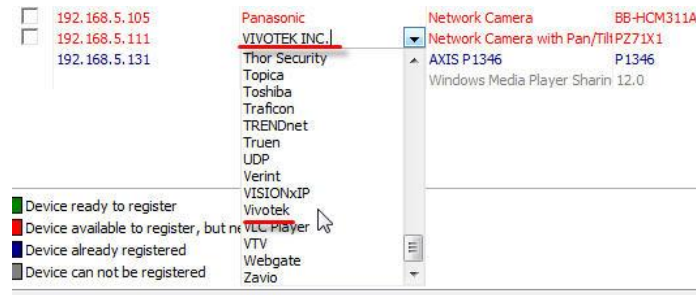 192.168.5.105 Panasonic Network Camera BB-HCM311A
192.168.5.111 VIVOTEK INC. Network Camera with Pan/Tilt PZ71X1
192.168.5.131 AXIS P1346 P1346
Thor Security
Topica
Windows Media Player Sharin 12.0
Toshiba
Traficon
TRENDnet
Truen
UDP
Verint
VISIONxIP
Device ready to register
Vivotek
Device available to register, but ne
VLC Player
Device already registered
VTV
Webgate
Device can not be registered
Zavio